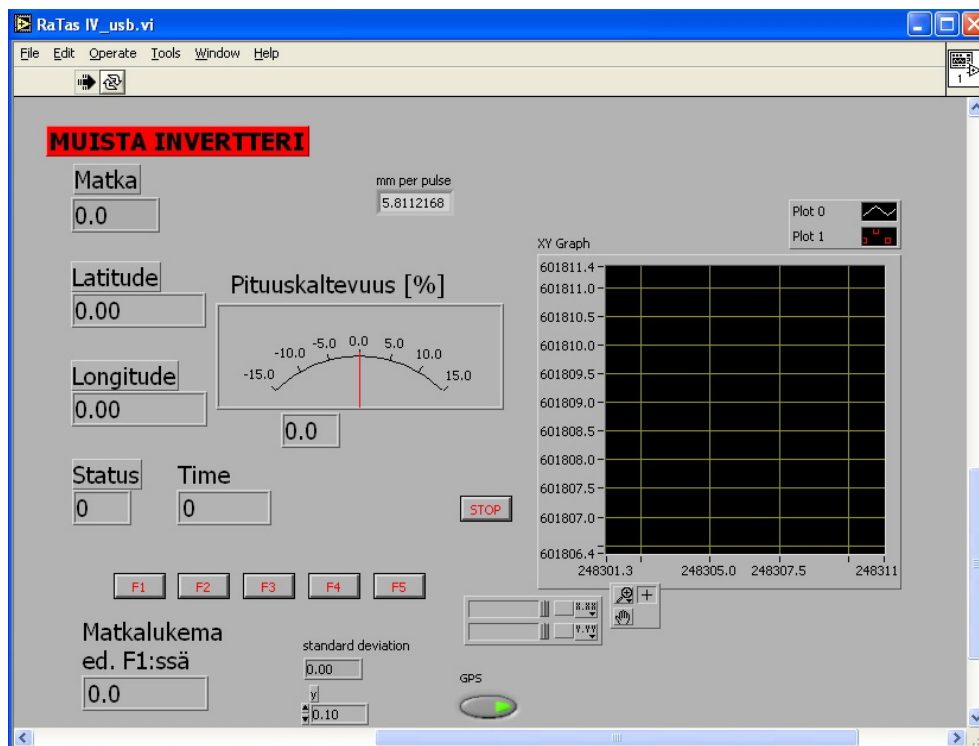 RaTas IV_usb.vi
File Edit Operate Tools Window Help
1
MUISTA INVERTTERI
Matka
0.0
mm per pulse
5.8112168
Plot 0
Plot 1
XY Graph
Latitude
0.00
Pituuskaltevuus [%]
-15.0 -10.0 -5.0 0.0 5.0 10.0 15.0
0.0
Longitude
0.00
601811.4
601811.0
601810.5
601810.0
601809.5
601809.0
601808.5
601808.0
601807.5
601807.0
601806.4
248301.3 248305.0 248307.5 248311
Status
0
Time
0
STOP
F1 F2 F3 F4 F5
X.XX
Y.YY
Matkalukema
ed. F1:ssä
0.0
standard deviation
0.00
y
0.10
GPS